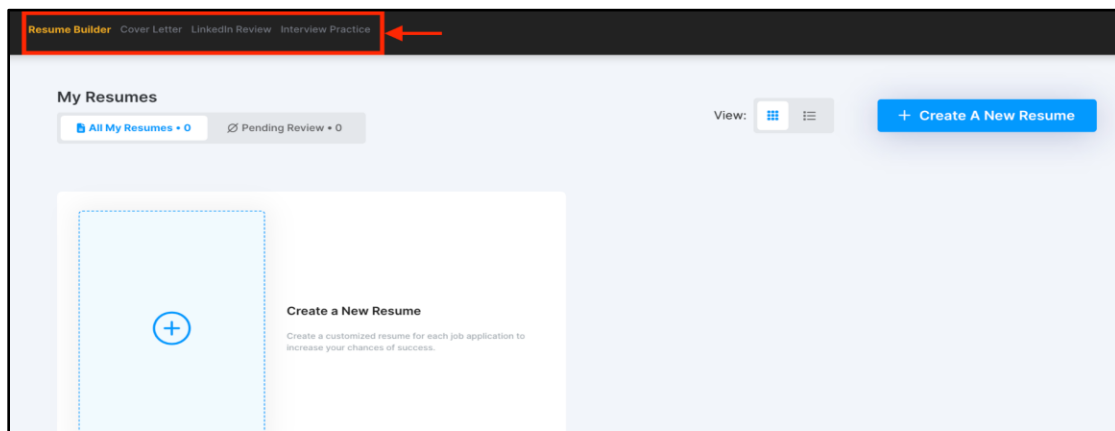 Resume Builder Cover Letter LinkedIn Review Interview Practice
My Resumes
All My Resumes • 0 Pending Review • 0
View:
+ Create A New Resume
Create a New Resume
Create a customized resume for each job application to
increase your chances of success.